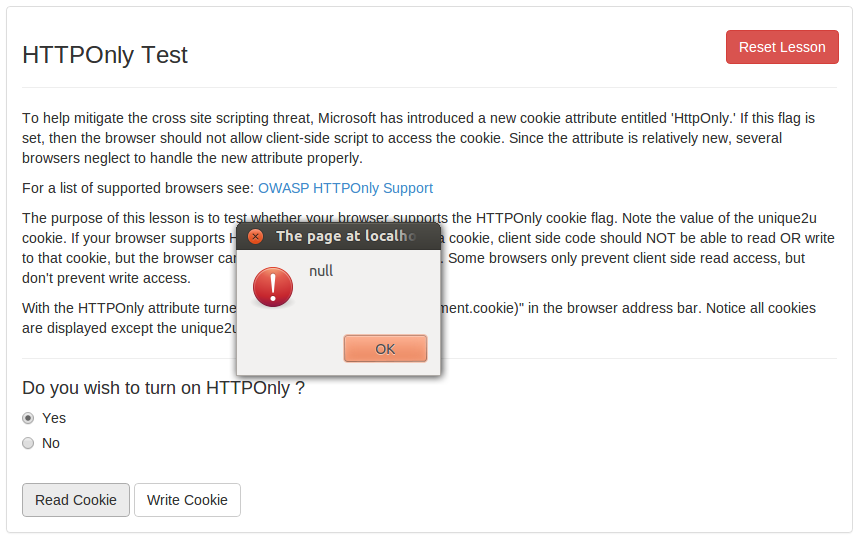 HTTPOnly Test
Reset Lesson
To help mitigate the cross site scripting threat, Microsoft has introduced a new cookie attribute entitled 'HttpOnly.' If this flag is
set, then the browser should not allow client-side script to access the cookie. Since the attribute is relatively new, several
browsers neglect to handle the new attribute properly.
For a list of supported browsers see: OWASP HTTPOnly Support
The purpose of this lesson is to test whether your browser supports the HTTPOnly cookie flag. Note the value of the unique2u
cookie. If your browser supports a cookie, client side code should NOT be able to read OR write
to that cookie, but the browser can Some browsers only prevent client side read access, but
don't prevent write access.
With the HTTPOnly attribute ment.cookie)" in the browser address bar. Notice all cookies
are displayed except the unique2u
The page at localho
null
OK
Do you wish to turn on HTTPOnly ?
Yes
No
Read Cookie
Write Cookie